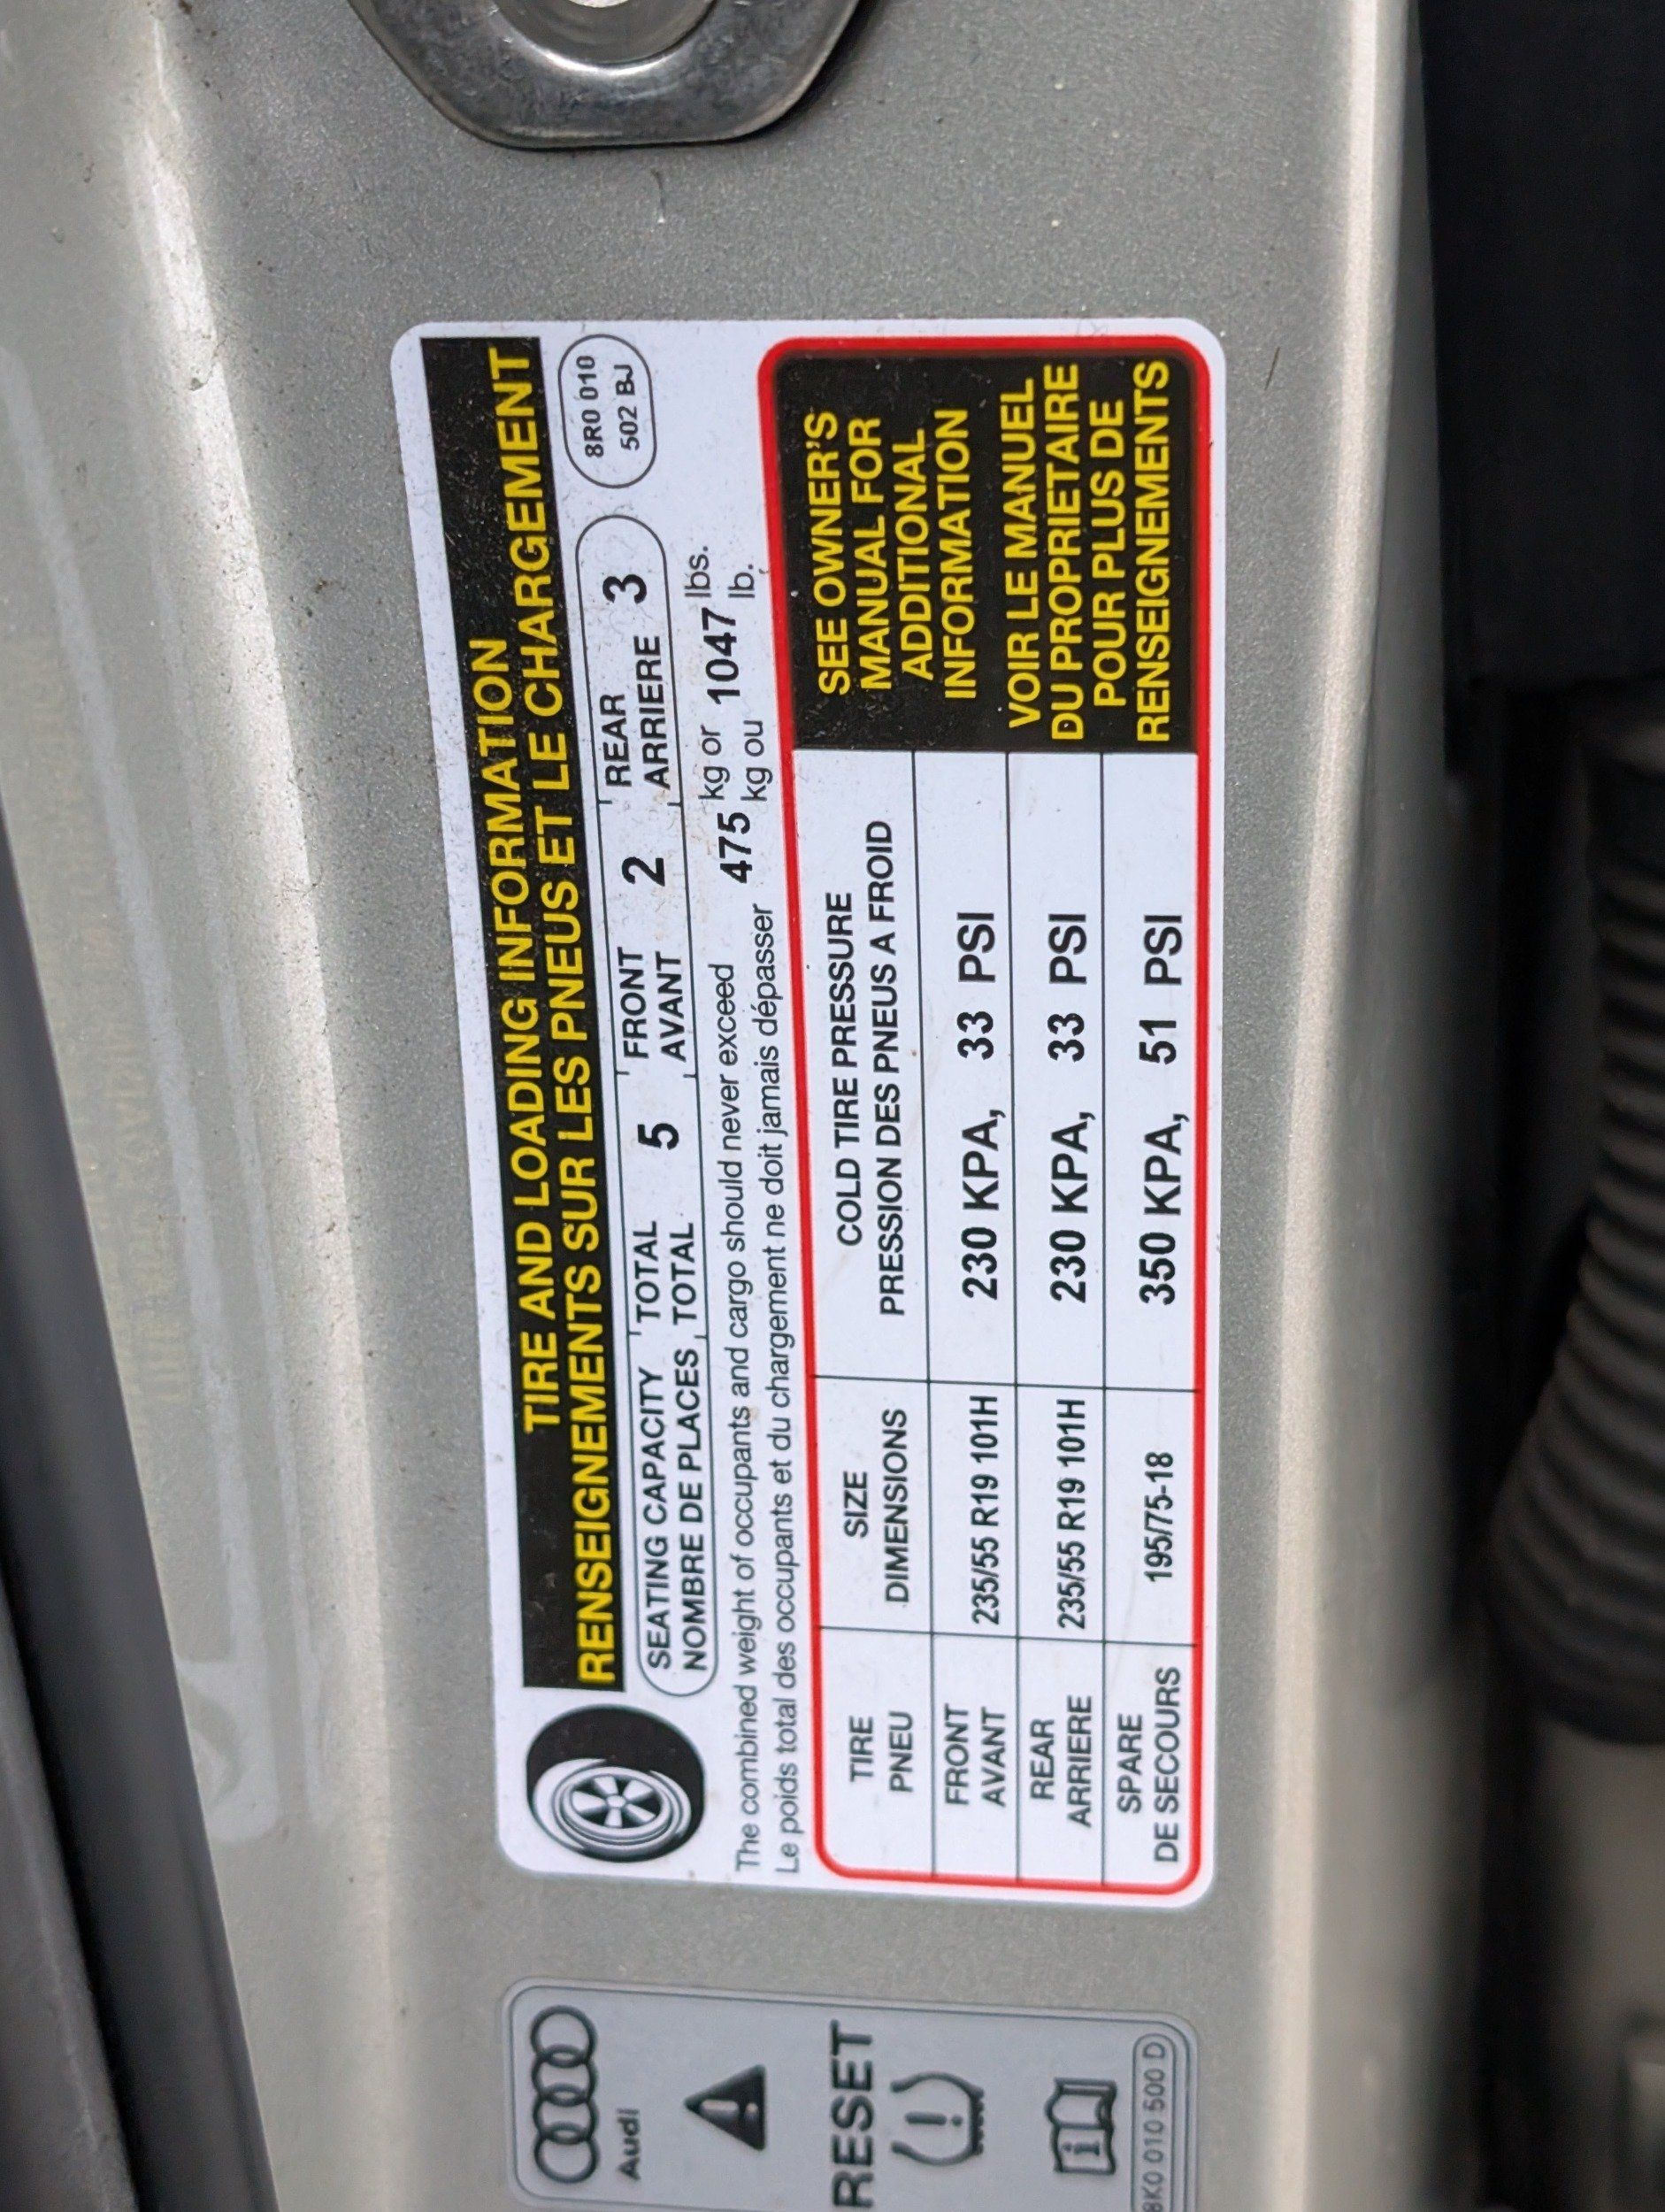 TIRE AND LOADING INFORMATION
RENSEIGNEMENTS SUR LES PNEUS ET LE CHARGEMENT
SEATING CAPACITY TOTAL 5 FRONT 2 REAR 3
NOMBRE DE PLACES TOTAL AVANT ARRIERE
8R0 010
502 BJ
The combined weight of occupants and cargo should never exceed 475 kg or 1047 lbs.
Le poids total des occupants et du chargement ne doit jamais dépasser kg ou lb.
TIRE SIZE COLD TIRE PRESSURE
PNEU DIMENSIONS PRESSION DES PNEUS A FROID
FRONT
AVANT 235/55 R19 101H 230 KPA, 33 PSI
REAR
ARRIERE 235/55 R19 101H 230 KPA, 33 PSI
SPARE
DE SECOURS 195/75-18 350 KPA, 51 PSI
SEE OWNER'S
MANUAL FOR
ADDITIONAL
INFORMATION
VOIR LE MANUEL
DU PROPRIETAIRE
POUR PLUS DE
RENSEIGNEMENTS
Audi
RESET
8K0 010 500 D